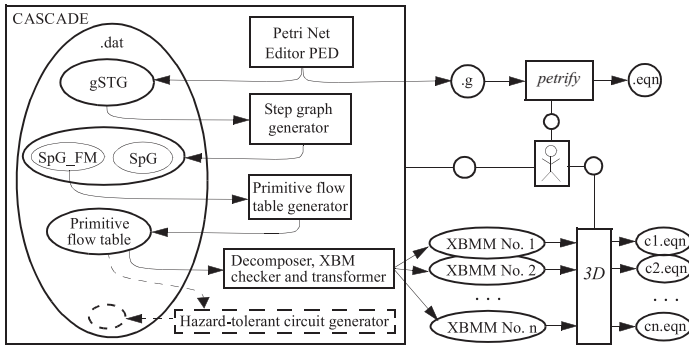 CASCADE
.dat
Petri Net
Editor PED
gSTG
.g
petrify
.eqn
Step graph
generator
SpG_FM
SpG
Primitive flow
table generator
Primitive
flow table
Decomposer, XBM
checker and transformer
XBMM No. 1
XBMM No. 2
. . .
XBMM No. n
3D
c1.eqn
c2.eqn
. . .
cn.eqn
Hazard-tolerant circuit generator